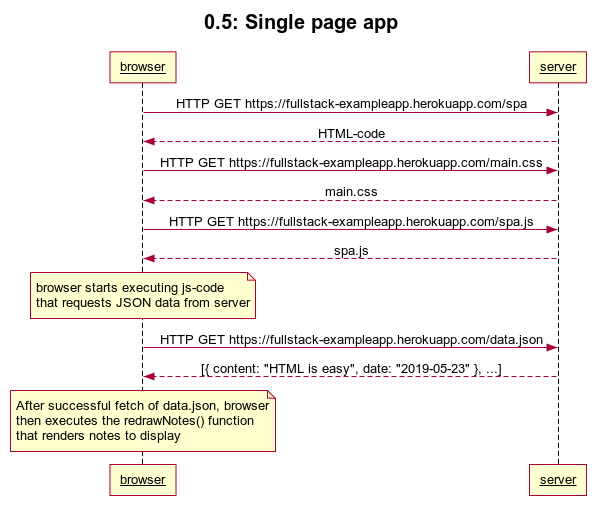 0.5: Single page app
browser
server
HTTP GET https://fullstack-exampleapp.herokuapp.com/spa
HTML-code
HTTP GET https://fullstack-exampleapp.herokuapp.com/main.css
main.css
HTTP GET https://fullstack-exampleapp.herokuapp.com/spa.js
spa.js
browser starts executing js-code
that requests JSON data from server
HTTP GET https://fullstack-exampleapp.herokuapp.com/data.json
[{ content: "HTML is easy", date: "2019-05-23" }, ...]
After successful fetch of data.json, browser
then executes the redrawNotes() function
that renders notes to display
browser
server